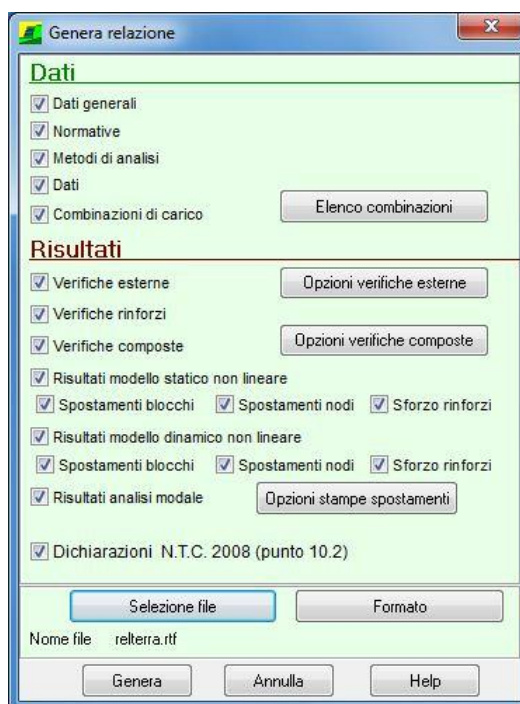 Genera relazione
Dati
Dati generali
Normative
Metodi di analisi
Dati
Combinazioni di carico Elenco combinazioni
Risultati
Verifiche esterne Opzioni verifiche esterne
Verifiche rinforzi
Verifiche composte Opzioni verifiche composte
Risultati modello statico non lineare
Spostamenti blocchi Spostamenti nodi Sforzo rinforzi
Risultati modello dinamico non lineare
Spostamenti blocchi Spostamenti nodi Sforzo rinforzi
Risultati analisi modale Opzioni stampe spostamenti
Dichiarazioni N.T.C. 2008 (punto 10.2)
Selezione file Formato
Nome file relterra.rtf
Genera Annulla Help